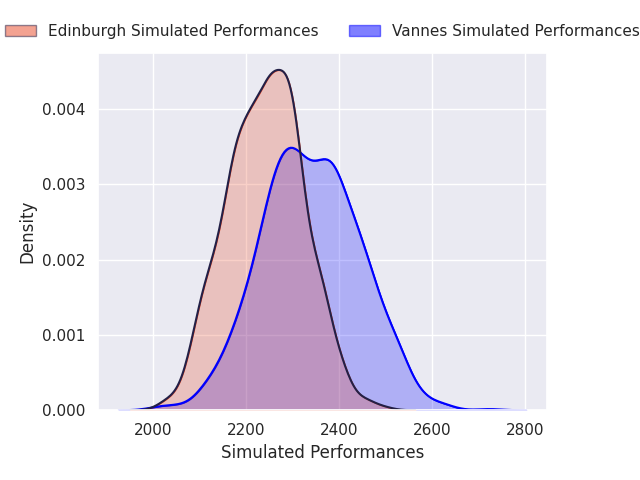 Edinburgh Simulated Performances Vannes Simulated Performances
0.004
0.003
0.002
0.001
0.000
Density
2000 2200 2400 2600 2800
Simulated Performances